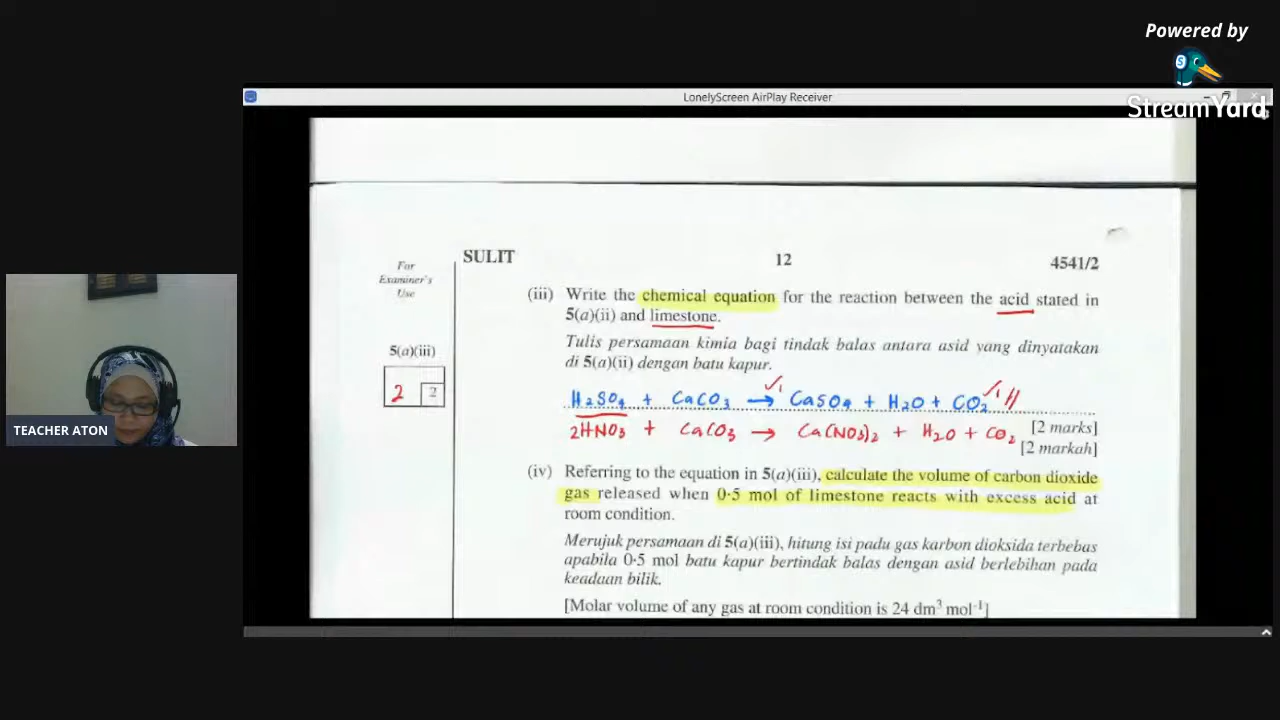 Powered by
StreamYard
LonelyScreen AirPlay Receiver
For
Examiner's
Use
SULIT
12
4541/2
(iii) Write the chemical equation for the reaction between the acid stated in
5(a)(ii) and limestone.
Tulis persamaan kimia bagi tindak balas antara asid yang dinyatakan
di 5(a)(ii) dengan batu kapur.
5(a)(iii)
2
2
H₂SO₄ + CaCO₃ → CaSO₄ + H₂O + CO₂ //
✓1 ✓1
2HNO₃ + CaCO₃ → Ca(NO₃)₂ + H₂O + CO₂
[2 marks]
[2 markah]
(iv) Referring to the equation in 5(a)(iii), calculate the volume of carbon dioxide
gas released when 0·5 mol of limestone reacts with excess acid at
room condition.
Merujuk persamaan di 5(a)(iii), hitung isi padu gas karbon dioksida terbebas
apabila 0·5 mol batu kapur bertindak balas dengan asid berlebihan pada
keadaan bilik.
[Molar volume of any gas at room condition is 24 dm³ mol⁻¹]
TEACHER ATON